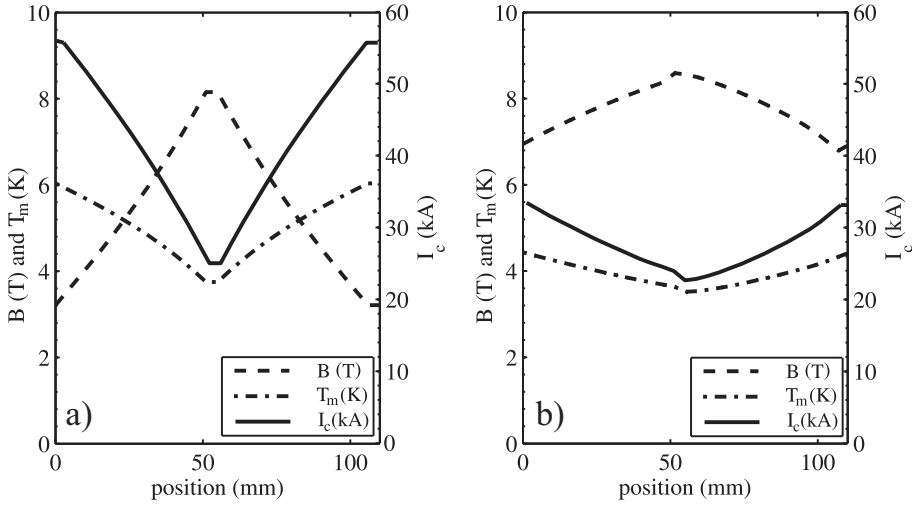 10
8
6
4
2
0
B (T) and T_m(K)
60
50
40
30
20
10
0
I_c (kA)
0
50
100
position (mm)
a)
B (T)
T_m(K)
I_c(kA)
10
8
6
4
2
0
B (T) and T_m(K)
60
50
40
30
20
10
0
I_c (kA)
0
50
100
position (mm)
b)
B (T)
T_m(K)
I_c(kA)